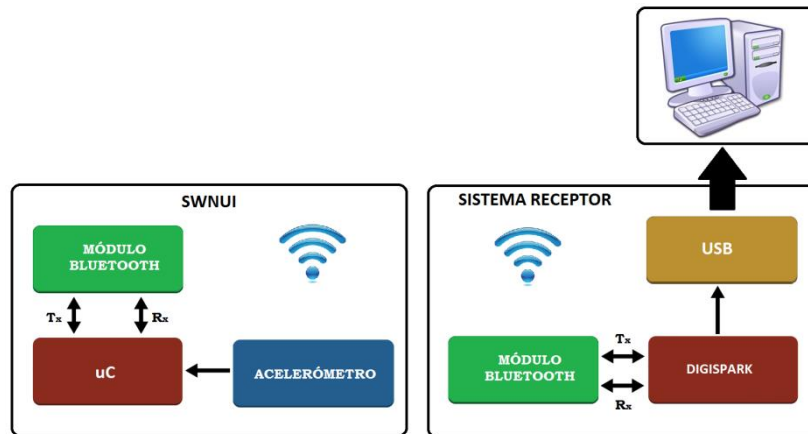 SWNUI
MÓDULO
BLUETOOTH
Tx
Rx
uC
ACELERÓMETRO
SISTEMA RECEPTOR
USB
MÓDULO
BLUETOOTH
Tx
Rx
DIGISPARK